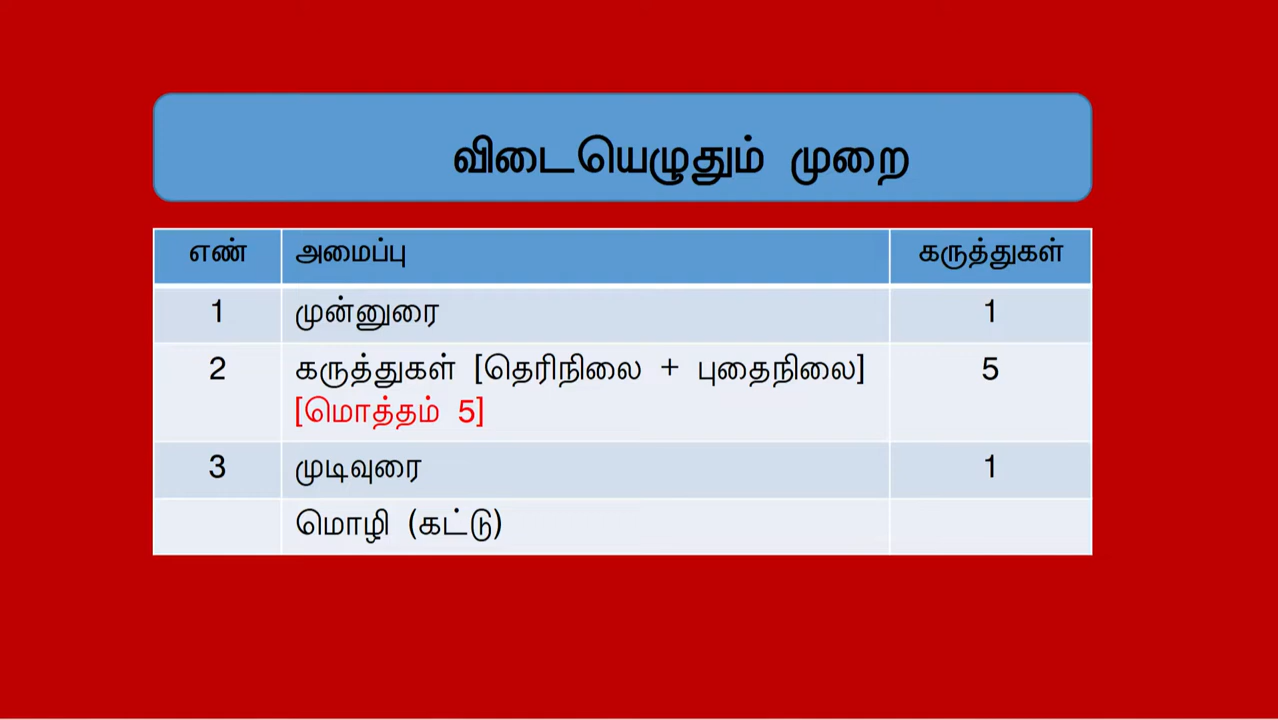 விடையெழுதும் முறை
எண் அமைப்பு கருத்துகள்
1 முன்னுரை 1
2 கருத்துகள் [தெரிநிலை + புதைநிலை] 5
[மொத்தம் 5]
3 முடிவுரை 1
மொழி (கட்டு)